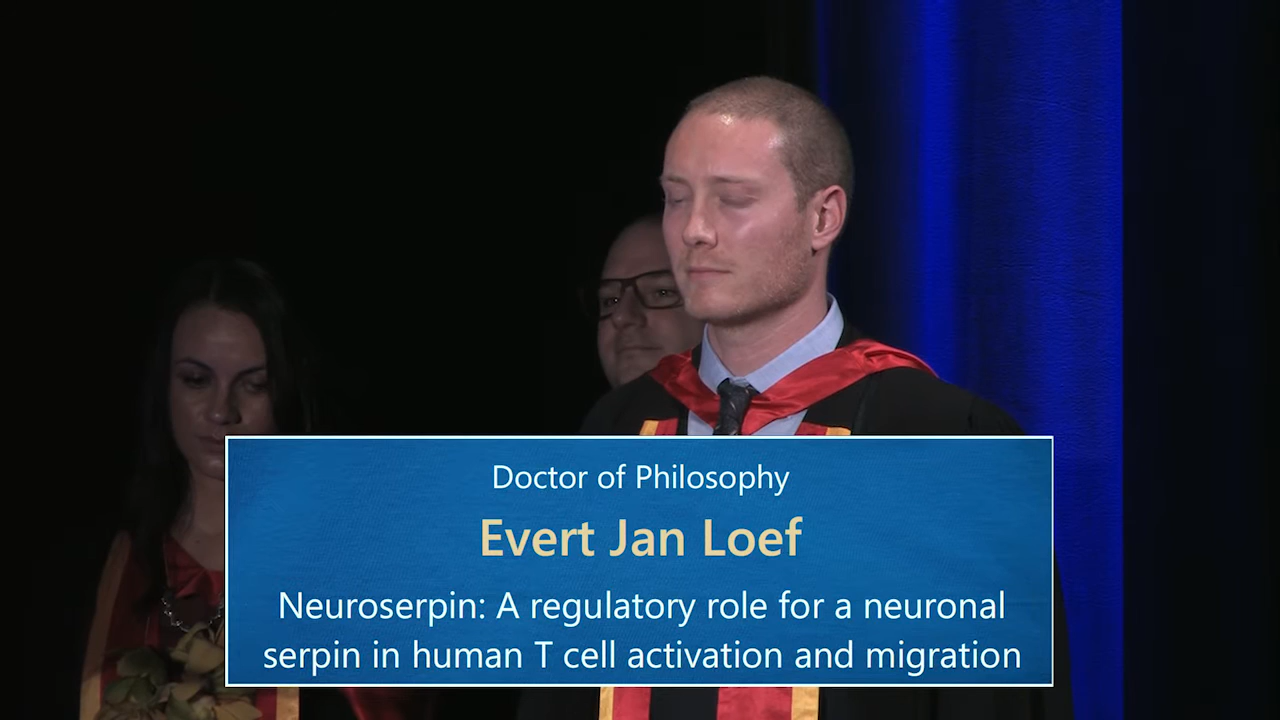 Doctor of Philosophy
Evert Jan Loef
Neuroserpin: A regulatory role for a neuronal
serpin in human T cell activation and migration